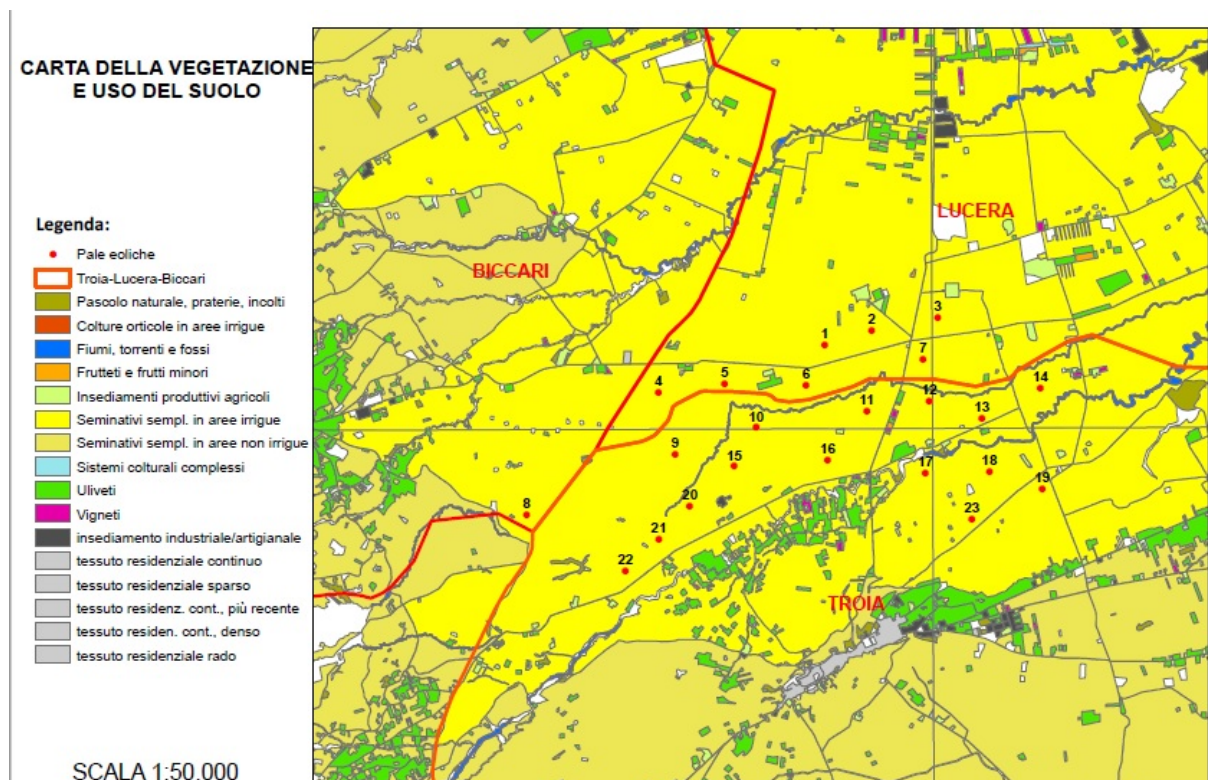 CARTA DELLA VEGETAZIONE
E USO DEL SUOLO
Legenda:
Pale eoliche
Troia-Lucera-Biccari
Pascolo naturale, praterie, incolti
Colture orticole in aree irrigue
Fiumi, torrenti e fossi
Frutteti e frutti minori
Insediamenti produttivi agricoli
Seminativi sempl. in aree irrigue
Seminativi sempl. in aree non irrigue
Sistemi colturali complessi
Uliveti
Vigneti
insediamento industriale/artigianale
tessuto residenziale continuo
tessuto residenziale sparso
tessuto residenz. cont., più recente
tessuto residen. cont., denso
tessuto residenziale rado
SCALA 1:50.000
LUCERA
BICCARI
3
2
1
7
5
6
4
14
12
11
13
10
9
16
15
18
17
19
20
8
23
21
22
TROIA